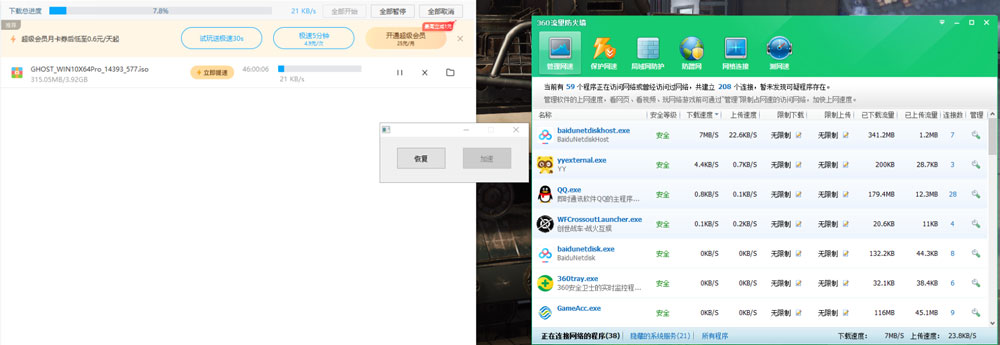 下载总进度 7.8% 21 KB/s 全部开始 全部暂停 全部取消
推荐
超级会员月卡券后低至0.6元/天起 试玩送极速30s 极速5分钟 开通超级会员
GHOST_WIN10X64Pro_14393_577.iso 立即提速 46:00:06
315.05MB/3.92GB 21 KB/s
恢复 加速
360流量防火墙
管理网速 保护网速 局域网防护 防蹭网 网络连接 测网速
当前有 59 个程序正在访问网络或曾经访问过网络，共建立 208 个连接，暂未发现可疑程序存在。
管理软件的上网速度，看网页、看视频、玩网络游戏前可通过"管理"限制占网速的访问网络，加快上网速度。
名称 安全等级 下载速度 上传速度 限制下载 限制上传 已下载流量 已上传流量 连接数 管理
baidunetdiskhost.exe 安全 7MB/S 22.6KB/S 无限制 无限制 341.2MB 1.2MB 7
BaiduNetdiskHost
yyexternal.exe 安全 4.4KB/S 0.7KB/S 无限制 无限制 200KB 28.7KB 3
YY
QQ.exe 安全 0.8KB/S 0.1KB/S 无限制 无限制 179.4MB 12.3MB 28
即时通讯软件QQ的主程序...
WFCrossoutLauncher.exe 安全 0.1KB/S 0.2KB/S 无限制 无限制 20.6KB 11KB 4
创世战车-战火互娱
baidunetdisk.exe 安全 0KB/S 0KB/S 无限制 无限制 132.2KB 44.3KB 8
BaiduNetdisk
360tray.exe 安全 0KB/S 0KB/S 无限制 无限制 32.1KB 38.4KB 6
360安全卫士的实时监控程...
GameAcc.exe 安全 0KB/S 0KB/S 无限制 无限制 116MB 45.1MB 9
正在连接网络的程序(38) 隐藏的系统服务(21) 所有程序 下载速度： 7MB/S 上传速度： 23.8KB/S